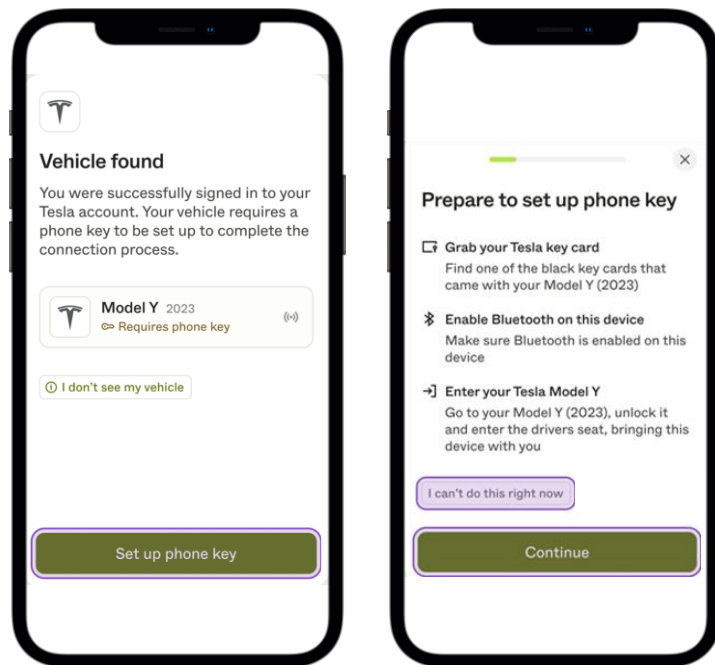 Vehicle found
You were successfully signed in to your
Tesla account. Your vehicle requires a
phone key to be set up to complete the
connection process.
Model Y 2023
Requires phone key
I don't see my vehicle
Set up phone key
Prepare to set up phone key
Grab your Tesla key card
Find one of the black key cards that
came with your Model Y (2023)
Enable Bluetooth on this device
Make sure Bluetooth is enabled on this
device
Enter your Tesla Model Y
Go to your Model Y (2023), unlock it
and enter the drivers seat, bringing this
device with you
I can't do this right now
Continue